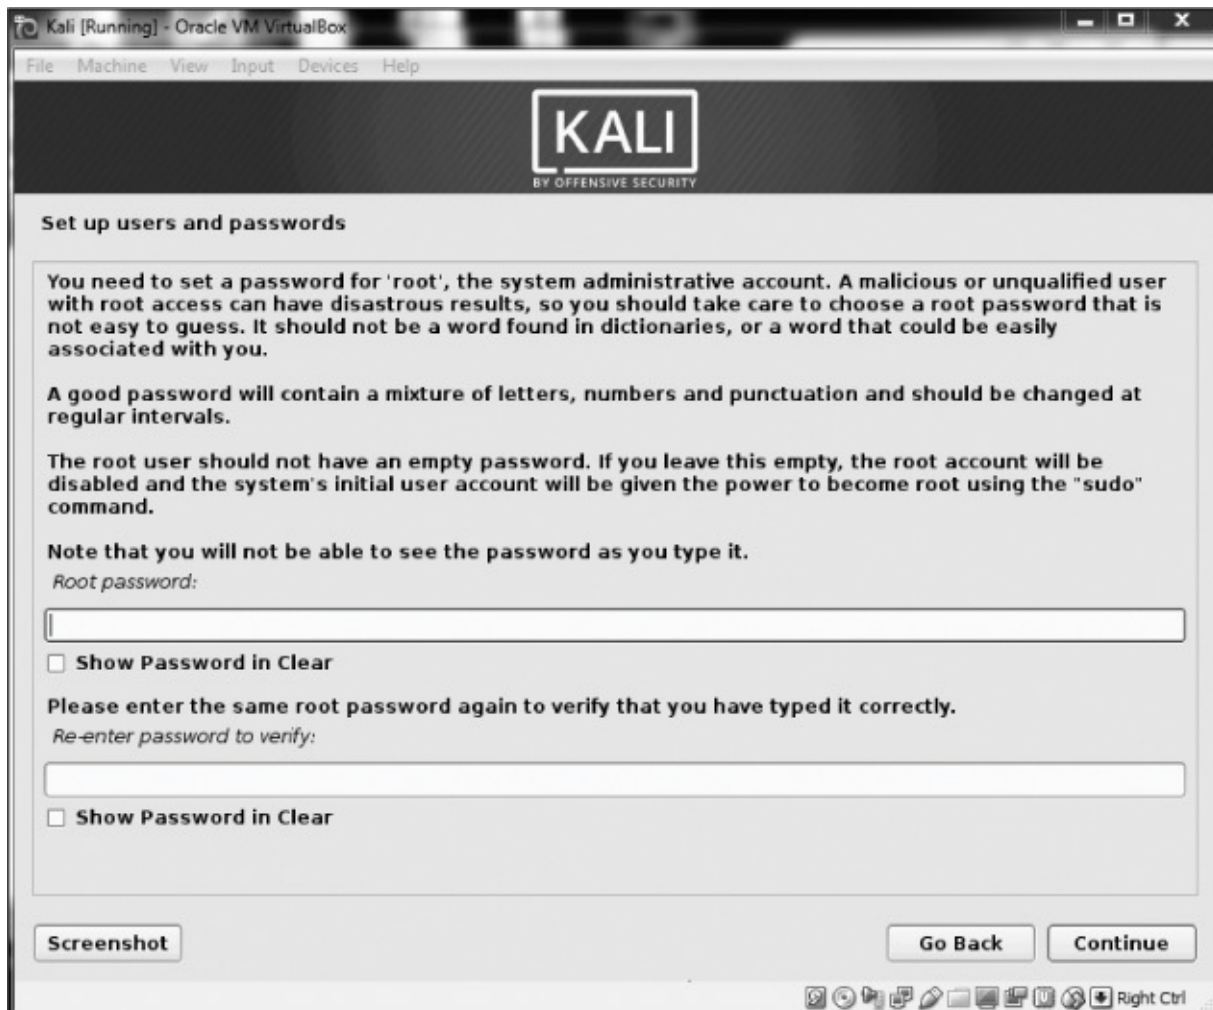 Kali [Running] - Oracle VM VirtualBox
File Machine View Input Devices Help
KALI
BY OFFENSIVE SECURITY
Set up users and passwords
You need to set a password for 'root', the system administrative account. A malicious or unqualified user
with root access can have disastrous results, so you should take care to choose a root password that is
not easy to guess. It should not be a word found in dictionaries, or a word that could be easily
associated with you.
A good password will contain a mixture of letters, numbers and punctuation and should be changed at
regular intervals.
The root user should not have an empty password. If you leave this empty, the root account will be
disabled and the system's initial user account will be given the power to become root using the "sudo"
command.
Note that you will not be able to see the password as you type it.
Root password:
Show Password in Clear
Please enter the same root password again to verify that you have typed it correctly.
Re-enter password to verify:
Show Password in Clear
Screenshot
Go Back
Continue
Right Ctrl